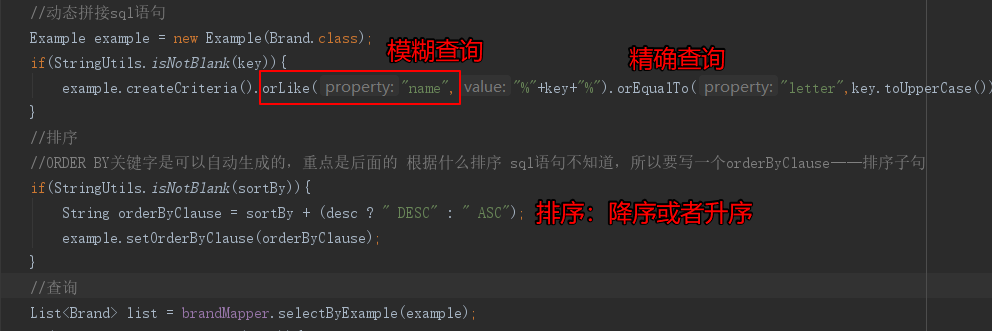 //动态拼接sql语句
Example example = new Example(Brand.class);
模糊查询 精确查询
if(StringUtils.isNotBlank(key)){
example.createCriteria().orLike( property: "name", value: "%"+key+"%").orEqualTo( property: "letter",key.toUpperCase())
}
//排序
//ORDER BY关键字是可以自动生成的，重点是后面的 根据什么排序 sql语句不知道，所以要写一个orderByClause——排序子句
if(StringUtils.isNotBlank(sortBy)){
String orderByClause = sortBy + (desc ? " DESC" : " ASC"); 排序：降序或者升序
example.setOrderByClause(orderByClause);
}
//查询
List<Brand> list = brandMapper.selectByExample(example);